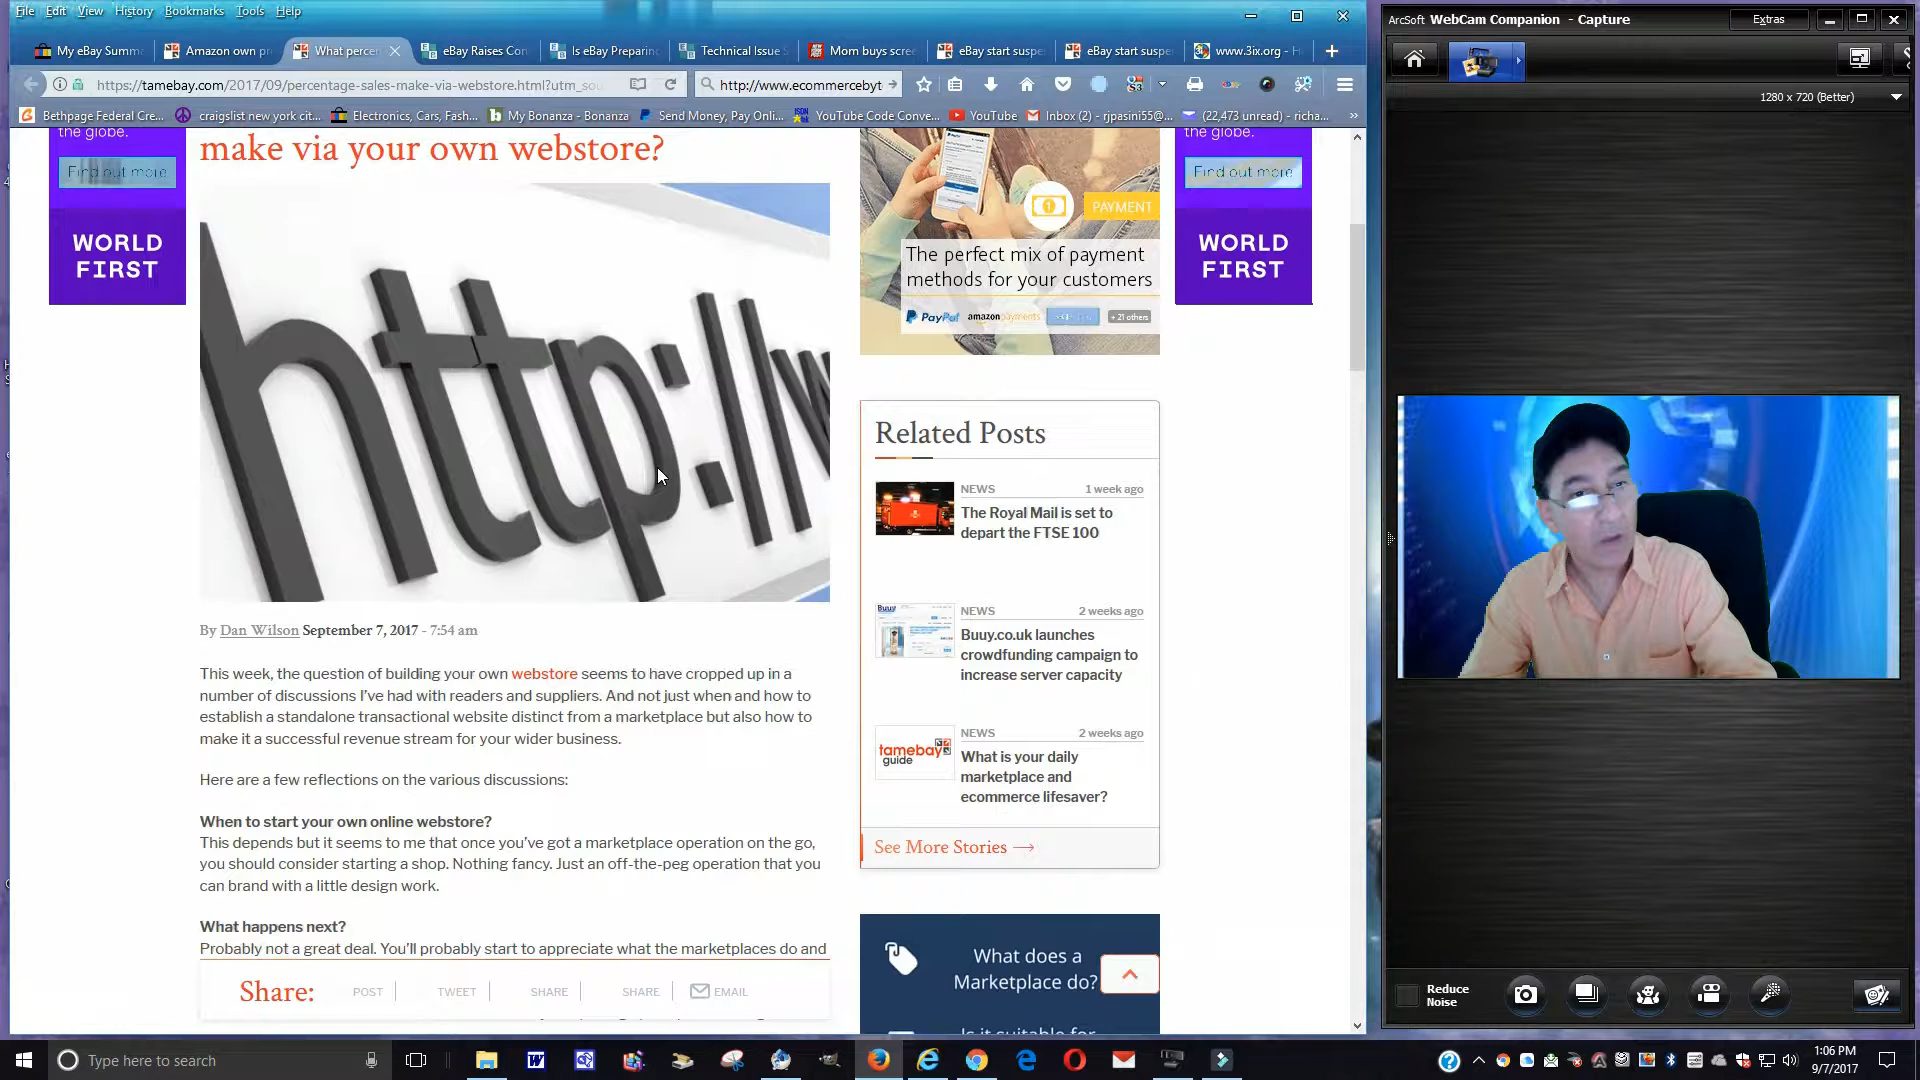 File Edit View History Bookmarks Tools Help
My eBay Summa
Amazon own pr
What percen
eBay Raises Con
Is eBay Preparin
Technical Issue S
Mom buys scre
eBay start suspe
eBay start suspe
www.3ix.org - H
https://tamebay.com/2017/09/percentage-sales-make-via-webstore.html?utm_sou
http://www.ecommercebyt
Bethpage Federal Cre...
craigslist new york cit...
Electronics, Cars, Fash...
My Bonanza - Bonanza
Send Money, Pay Onli...
YouTube Code Conve...
YouTube
Inbox (2) - rjpasini55@...
(22,473 unread) - richa...
the globe.
Find out more
WORLD
FIRST
make via your own webstore?
http://w
By Dan Wilson September 7, 2017 - 7:54 am
This week, the question of building your own webstore seems to have cropped up in a
number of discussions I've had with readers and suppliers. And not just when and how to
establish a standalone transactional website distinct from a marketplace but also how to
make it a successful revenue stream for your wider business.
Here are a few reflections on the various discussions:
When to start your own online webstore?
This depends but it seems to me that once you've got a marketplace operation on the go,
you should consider starting a shop. Nothing fancy. Just an off-the-peg operation that you
can brand with a little design work.
What happens next?
Probably not a great deal. You'll probably start to appreciate what the marketplaces do and
Share:
POST
TWEET
SHARE
SHARE
EMAIL
PAYMENT
The perfect mix of payment
methods for your customers
PayPal
amazon payments
+ 21 others
Related Posts
NEWS 1 week ago
The Royal Mail is set to
depart the FTSE 100
NEWS 2 weeks ago
Buuy
Buuy.co.uk launches
crowdfunding campaign to
increase server capacity
NEWS 2 weeks ago
tamebay
guide
What is your daily
marketplace and
ecommerce lifesaver?
See More Stories →
What does a
Marketplace do?
Is it suitable for
the globe.
Find out more
WORLD
FIRST
ArcSoft WebCam Companion - Capture
Extras
1280 x 720 (Better)
Reduce
Noise
Type here to search
1:06 PM
9/7/2017